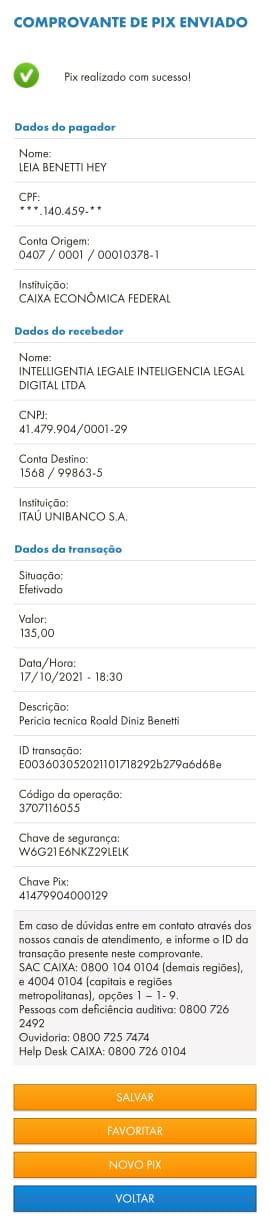 COMPROVANTE DE PIX ENVIADO
Pix realizado com sucesso!
Dados do pagador
Nome:
LEIA BENETTI HEY
CPF:
***.140.459-**
Conta Origem:
0407 / 0001 / 00010378-1
Instituição:
CAIXA ECONÔMICA FEDERAL
Dados do recebedor
Nome:
INTELLIGENTIA LEGALE INTELIGENCIA LEGAL
DIGITAL LTDA
CNPJ:
41.479.904/0001-29
Conta Destino:
1568 / 99863-5
Instituição:
ITAÚ UNIBANCO S.A.
Dados da transação
Situação:
Efetivado
Valor:
135,00
Data/Hora:
17/10/2021 - 18:30
Descrição:
Pericia tecnica Roald Diniz Benetti
ID transação:
E00360305202110171829​2b279a6d68e
Código da operação:
3707116055
Chave de segurança:
W6G21E6NKZ29LELK
Chave Pix:
41479904000129
Em caso de dúvidas entre em contato através dos
nossos canais de atendimento, e informe o ID da
transação presente neste comprovante.
SAC CAIXA: 0800 104 0104 (demais regiões),
e 4004 0104 (capitais e regiões
metropolitanas), opções 1 – 1- 9.
Pessoas com deficiência auditiva: 0800 726
2492
Ouvidoria: 0800 725 7474
Help Desk CAIXA: 0800 726 0104
SALVAR
FAVORITAR
NOVO PIX
VOLTAR